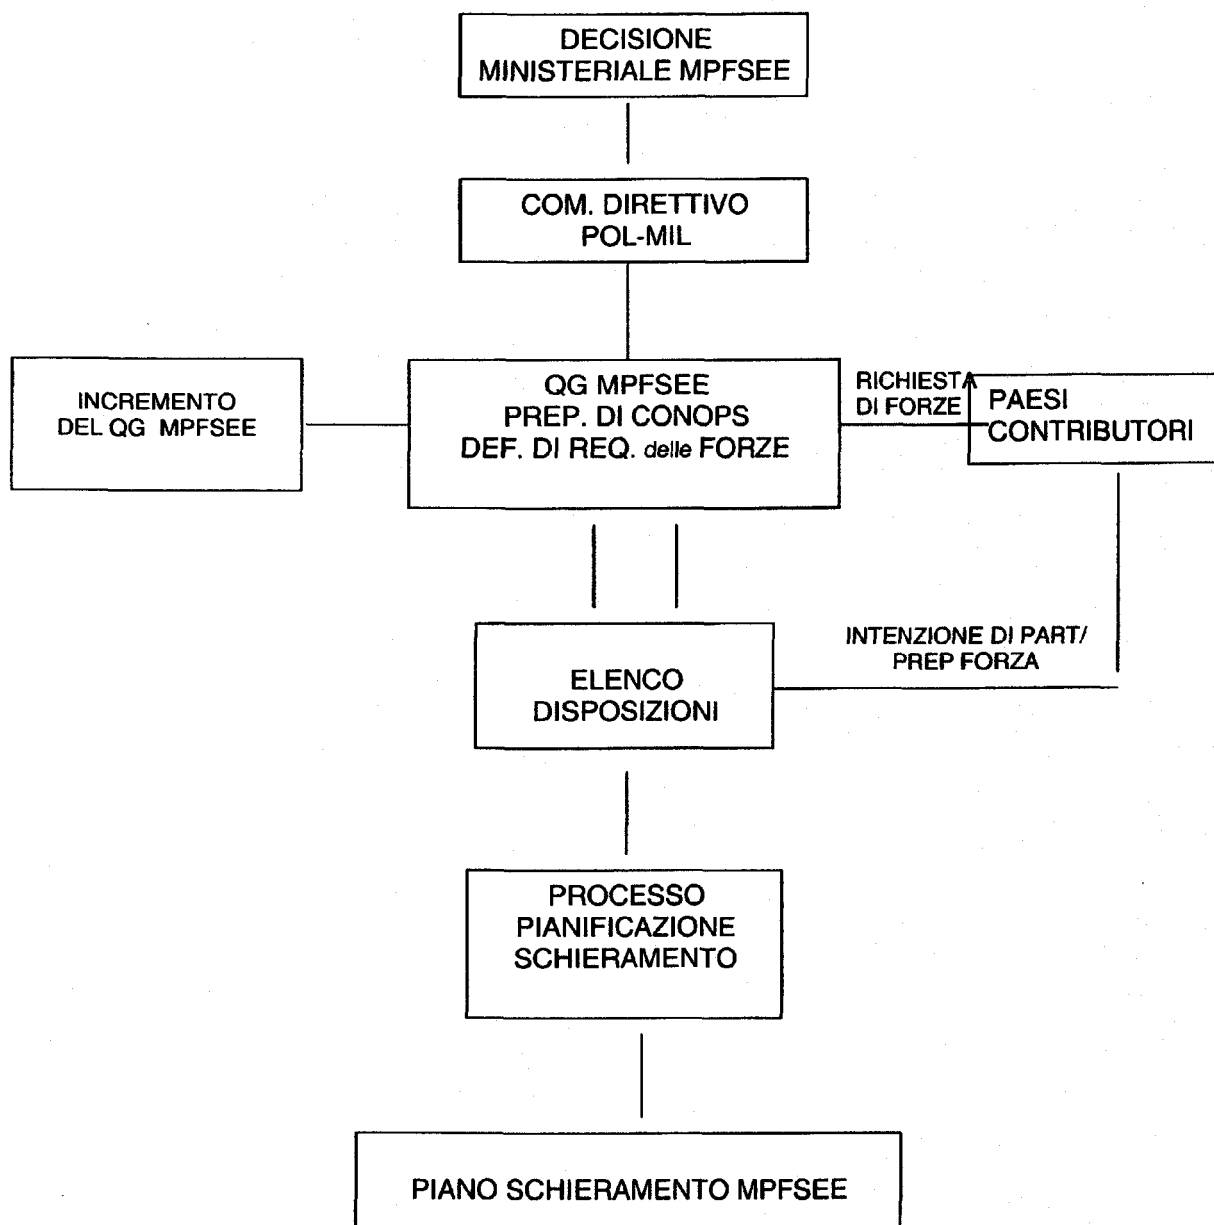 DECISIONE
MINISTERIALE MPFSEE
COM. DIRETTIVO
POL-MIL
INCREMENTO
DEL QG MPFSEE
QG MPFSEE
PREP. DI CONOPS
DEF. DI REQ. delle FORZE
RICHIESTA
DI FORZE
PAESI
CONTRIBUTORI
INTENZIONE DI PART/
PREP FORZA
ELENCO
DISPOSIZIONI
PROCESSO
PIANIFICAZIONE
SCHIERAMENTO
PIANO SCHIERAMENTO MPFSEE